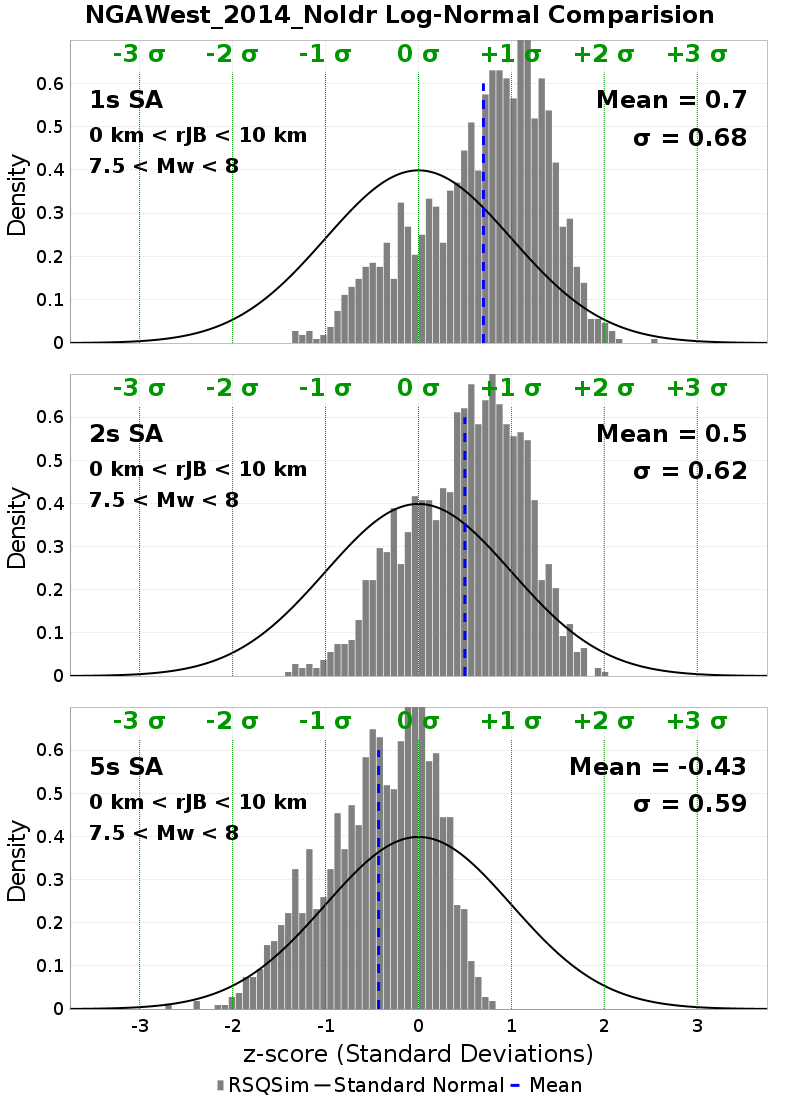 NGAWest_2014_NoIdr Log-Normal Comparision
-3 σ -2 σ -1 σ 0 σ +1 σ +2 σ +3 σ
1s SA
Mean = 0.7
0 km < rJB < 10 km
σ = 0.68
7.5 < Mw < 8
0.6
0.5
0.4
0.3
0.2
0.1
0
Density
-3 σ -2 σ -1 σ 0 σ +1 σ +2 σ +3 σ
2s SA
Mean = 0.5
0 km < rJB < 10 km
σ = 0.62
7.5 < Mw < 8
0.6
0.5
0.4
0.3
0.2
0.1
0
Density
-3 σ -2 σ -1 σ 0 σ +1 σ +2 σ +3 σ
5s SA
Mean = -0.43
0 km < rJB < 10 km
σ = 0.59
7.5 < Mw < 8
0.6
0.5
0.4
0.3
0.2
0.1
0
Density
-3 -2 -1 0 1 2 3
z-score (Standard Deviations)
RSQSim Standard Normal Mean